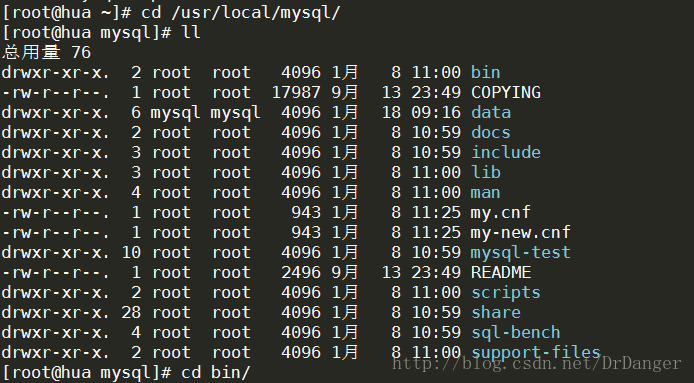 [root@hua ~]# cd /usr/local/mysql/
[root@hua mysql]# ll
总用量 76
drwxr-xr-x.  2 root  root   4096 1月   8 11:00 bin
-rw-r--r--.  1 root  root  17987 9月  13 23:49 COPYING
drwxr-xr-x.  6 mysql mysql  4096 1月  18 09:16 data
drwxr-xr-x.  2 root  root   4096 1月   8 10:59 docs
drwxr-xr-x.  3 root  root   4096 1月   8 10:59 include
drwxr-xr-x.  3 root  root   4096 1月   8 11:00 lib
drwxr-xr-x.  4 root  root   4096 1月   8 11:00 man
-rw-r--r--.  1 root  root    943 1月   8 11:25 my.cnf
-rw-r--r--.  1 root  root    943 1月   8 11:25 my-new.cnf
drwxr-xr-x. 10 root  root   4096 1月   8 10:59 mysql-test
-rw-r--r--.  1 root  root   2496 9月  13 23:49 README
drwxr-xr-x.  2 root  root   4096 1月   8 11:00 scripts
drwxr-xr-x. 28 root  root   4096 1月   8 10:59 share
drwxr-xr-x.  4 root  root   4096 1月   8 10:59 sql-bench
drwxr-xr-x.  2 root  root   4096 1月   8 11:00 support-files
http://blog.csdn.net/DrDanger
[root@hua mysql]# cd bin/